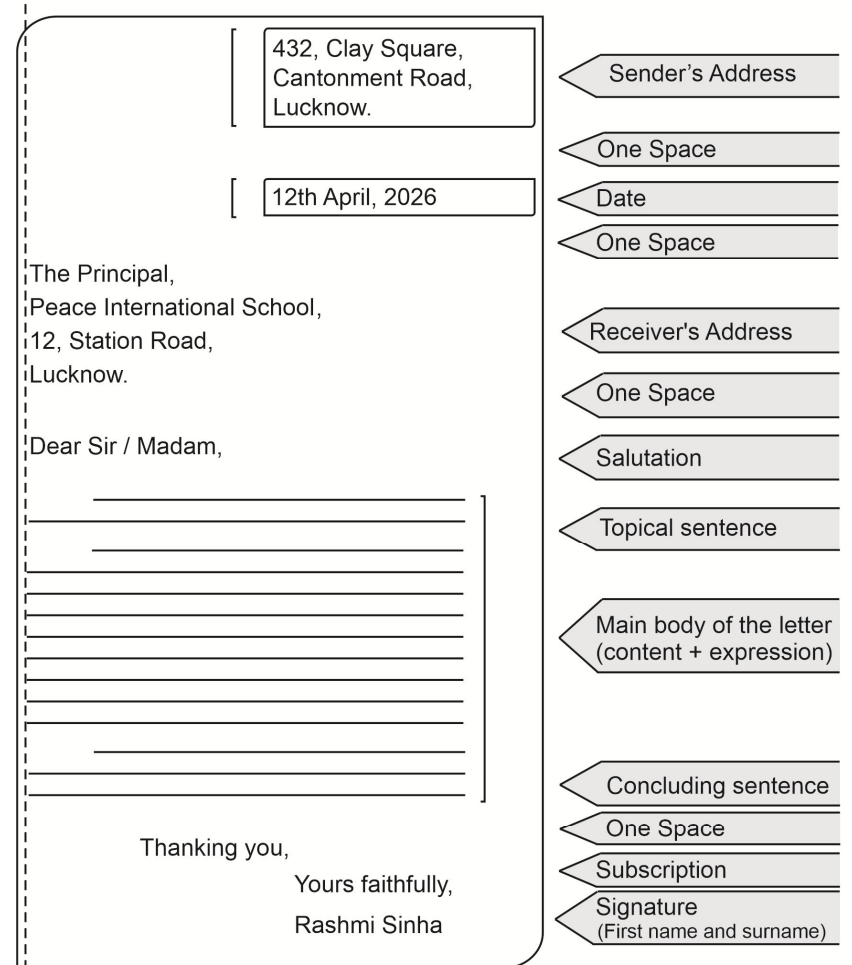 432, Clay Square,
Cantonment Road,
Lucknow.
Sender’s Address
One Space
12th April, 2026
Date
One Space
The Principal,
Peace International School,
12, Station Road,
Lucknow.
Receiver's Address
One Space
Dear Sir / Madam,
Salutation
Topical sentence
Main body of the letter
(content + expression)
Concluding sentence
One Space
Thanking you,
Subscription
Yours faithfully,
Rashmi Sinha
Signature
(First name and surname)